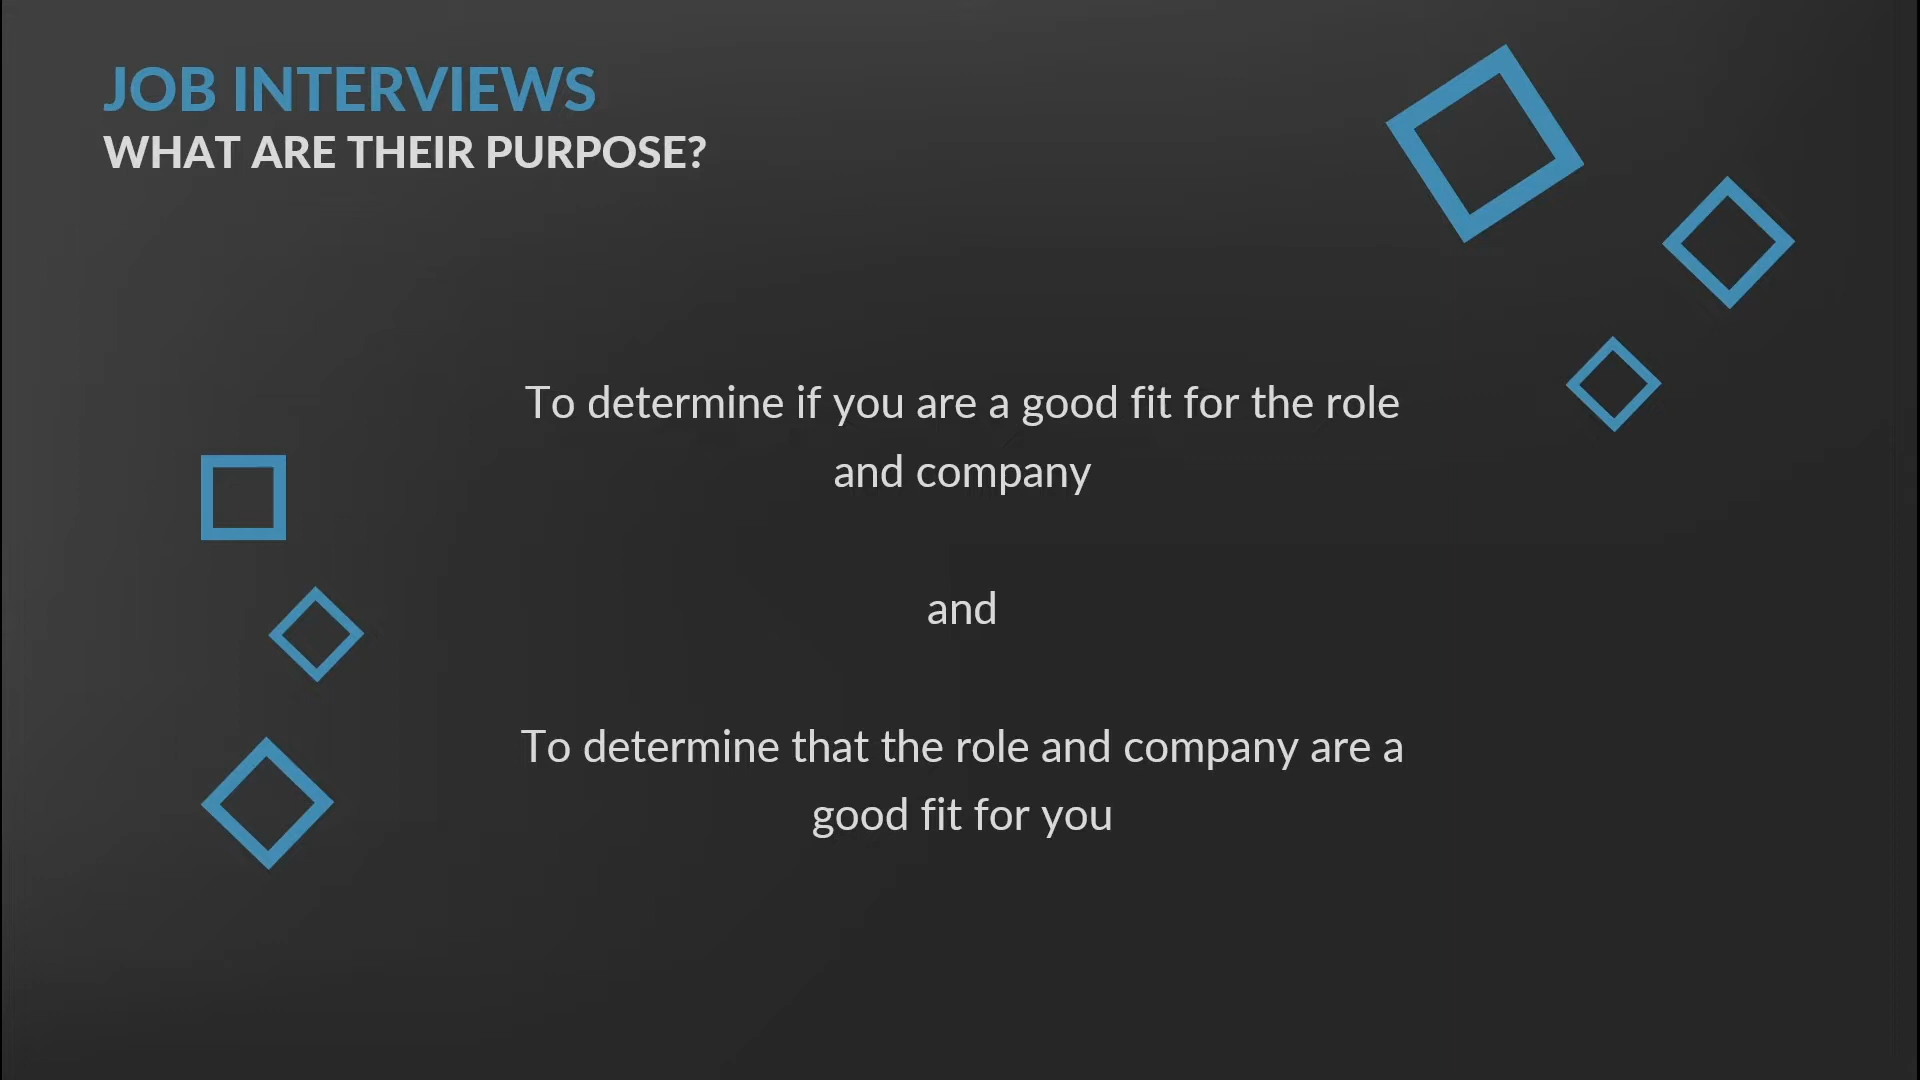 JOB INTERVIEWS
WHAT ARE THEIR PURPOSE?
To determine if you are a good fit for the role
and company
and
To determine that the role and company are a
good fit for you